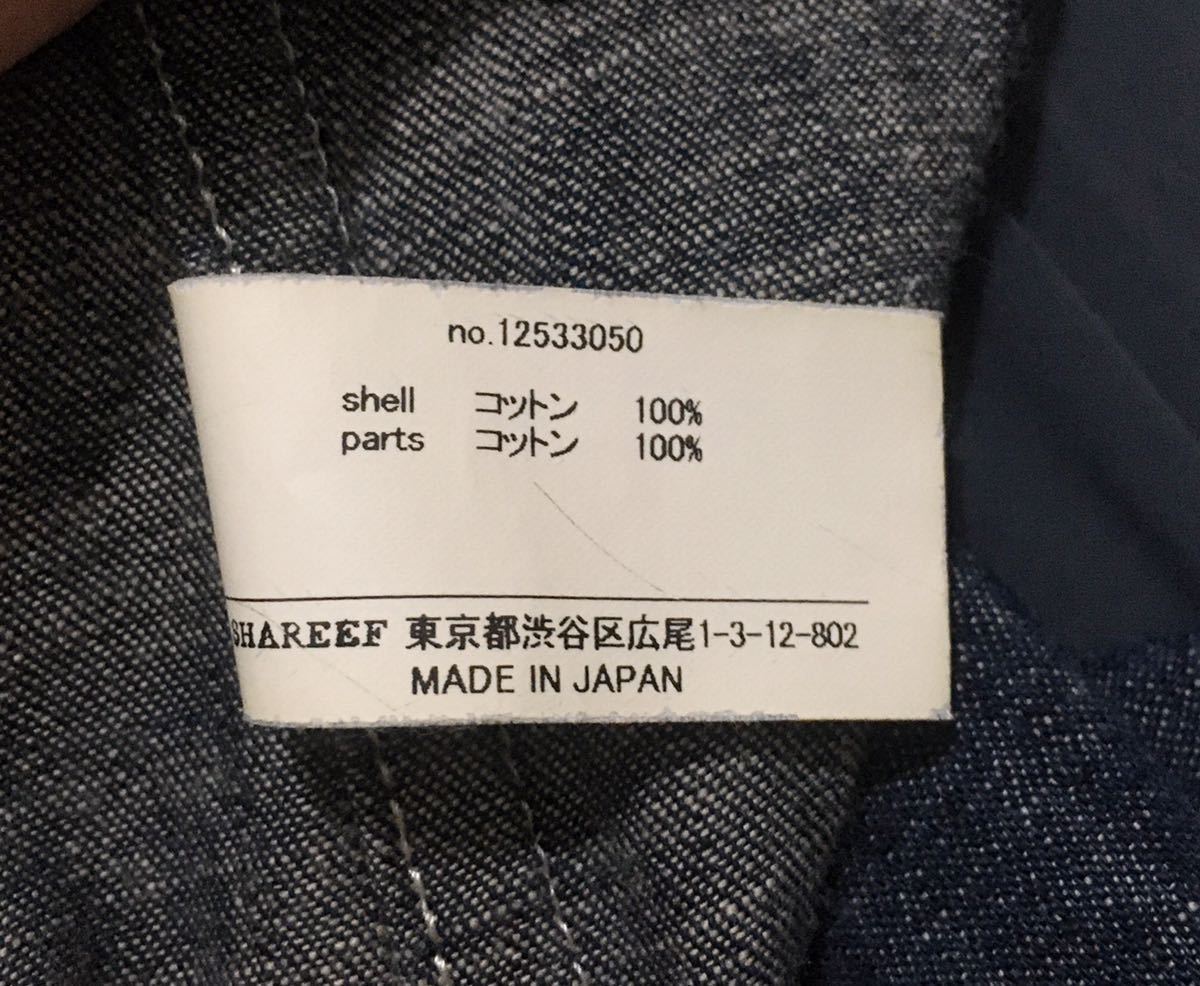 no.12533050
shell コットン 100%
parts コットン 100%
SHAREEF 東京都渋谷区広尾1-3-12-802
MADE IN JAPAN